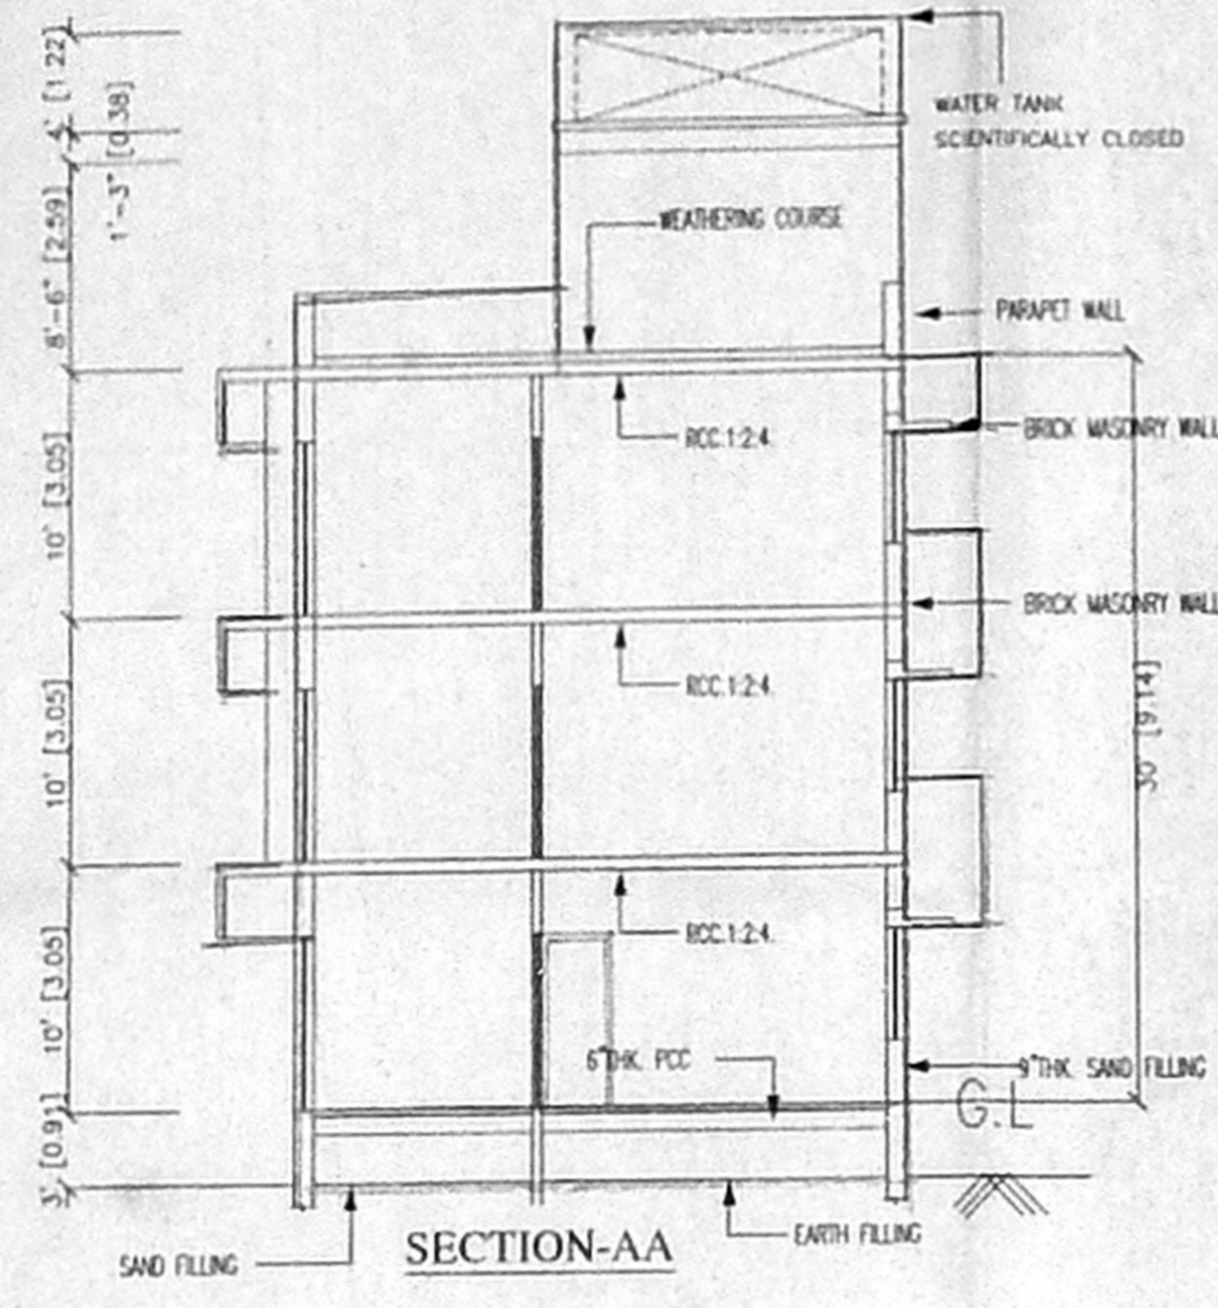 4' [1.22]
1'-3" [0.38]
8'-6" [2.59]
10' [3.05]
10' [3.05]
10' [3.05]
3' [0.91]
WATER TANK
SCIENTIFICALLY CLOSED
WEATHERING COURSE
PARAPET WALL
RCC.1:2:4.
BRICK MASONRY WALL
BRICK MASONRY WALL
RCC.1:2:4.
30' [9.14]
RCC.1:2:4.
6"THK. PCC
9"THK. SAND FILLING
G.L
EARTH FILLING
SAND FILLING
SECTION-AA